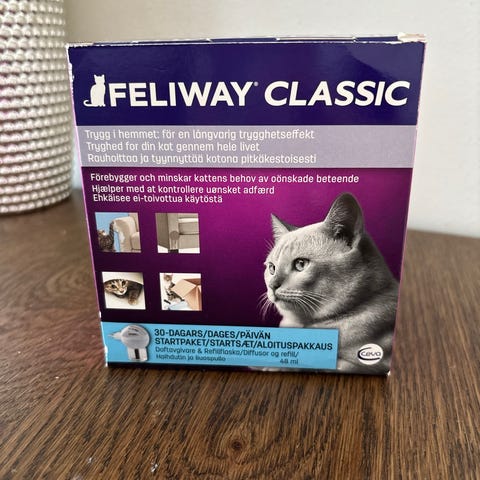 FELIWAY® CLASSIC
Trygg i hemmet: för en långvarig trygghetseffekt
Tryghed for din kat gennem hele livet
Rauhoittaa ja tyynnyttää kotona pitkäkestoisesti
Förebygger och minskar kattens behov av oönskade beteende
Hjælper med at kontrollere uønsket adfærd
Ehkäisee ei-toivottua käytöstä
30-DAGARS/DAGES/PÄIVÄN
STARTPAKET/STARTSÆT/ALOITUSPAKKAUS
Doftavgivare & Refillflaska/Diffusor og refill/
Haihdutin ja liuospullo 48 ml
Ceva